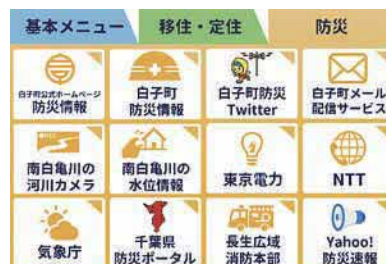 基本メニュー 移住・定住 防災
白子町公式ホームページ
防災情報
白子町
防災情報
白子町防災
Twitter
白子町メール
配信サービス
南白亀川の
河川カメラ
南白亀川の
水位情報
東京電力
NTT
気象庁
千葉県
防災ポータル
長生広域
消防本部
Yahoo!
防災速報